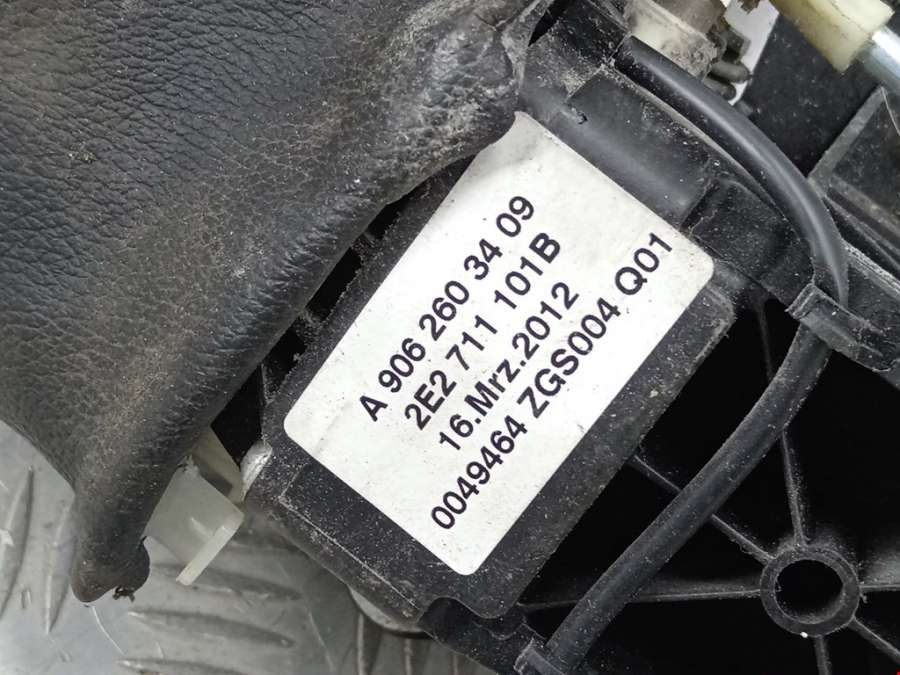 A 906 260 34 09
2E2 711 101B
16.Mrz.2012
0049464 ZGS004 Q01